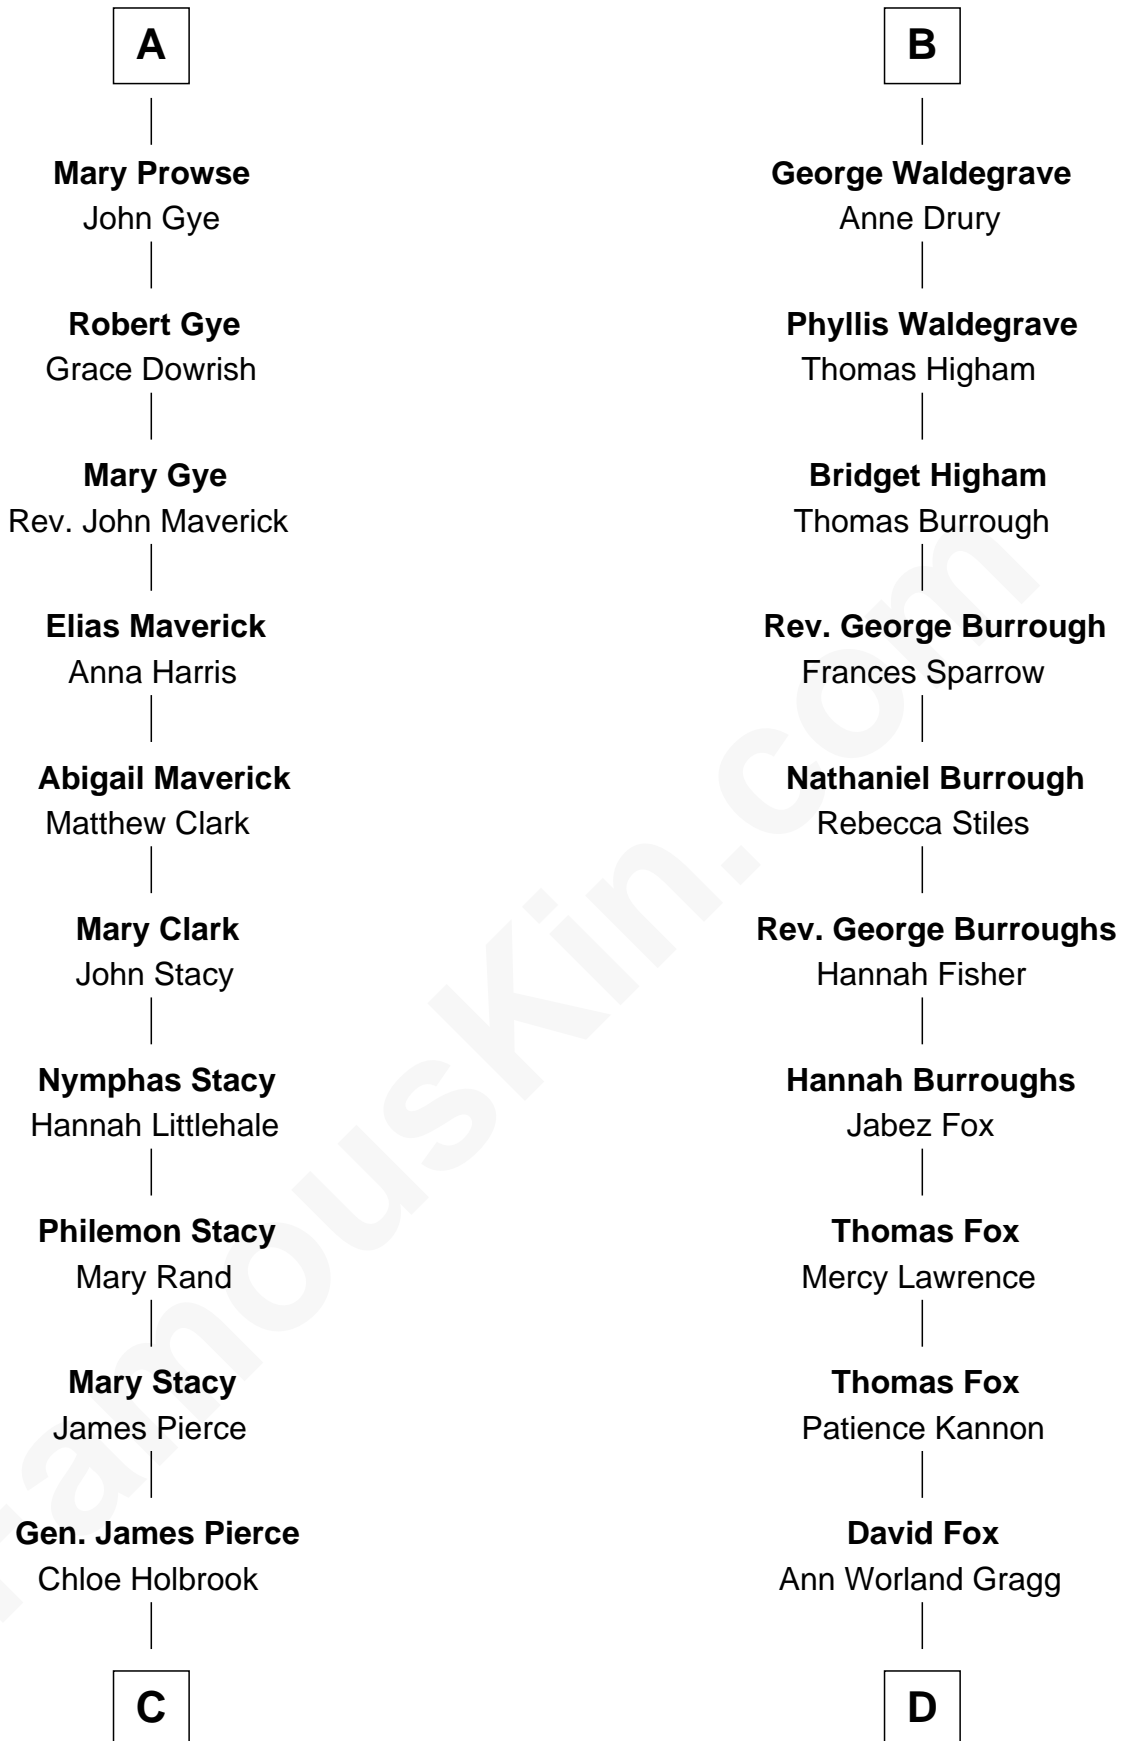 A
Mary Prowse
John Gye
Robert Gye
Grace Dowrish
Mary Gye
Rev. John Maverick
Elias Maverick
Anna Harris
Abigail Maverick
Matthew Clark
Mary Clark
John Stacy
Nymphas Stacy
Hannah Littlehale
Philemon Stacy
Mary Rand
Mary Stacy
James Pierce
Gen. James Pierce
Chloe Holbrook
C
B
George Waldegrave
Anne Drury
Phyllis Waldegrave
Thomas Higham
Bridget Higham
Thomas Burrough
Rev. George Burrough
Frances Sparrow
Nathaniel Burrough
Rebecca Stiles
Rev. George Burroughs
Hannah Fisher
Hannah Burroughs
Jabez Fox
Thomas Fox
Mercy Lawrence
Thomas Fox
Patience Kannon
David Fox
Ann Worland Gragg
D
FamousKin.com